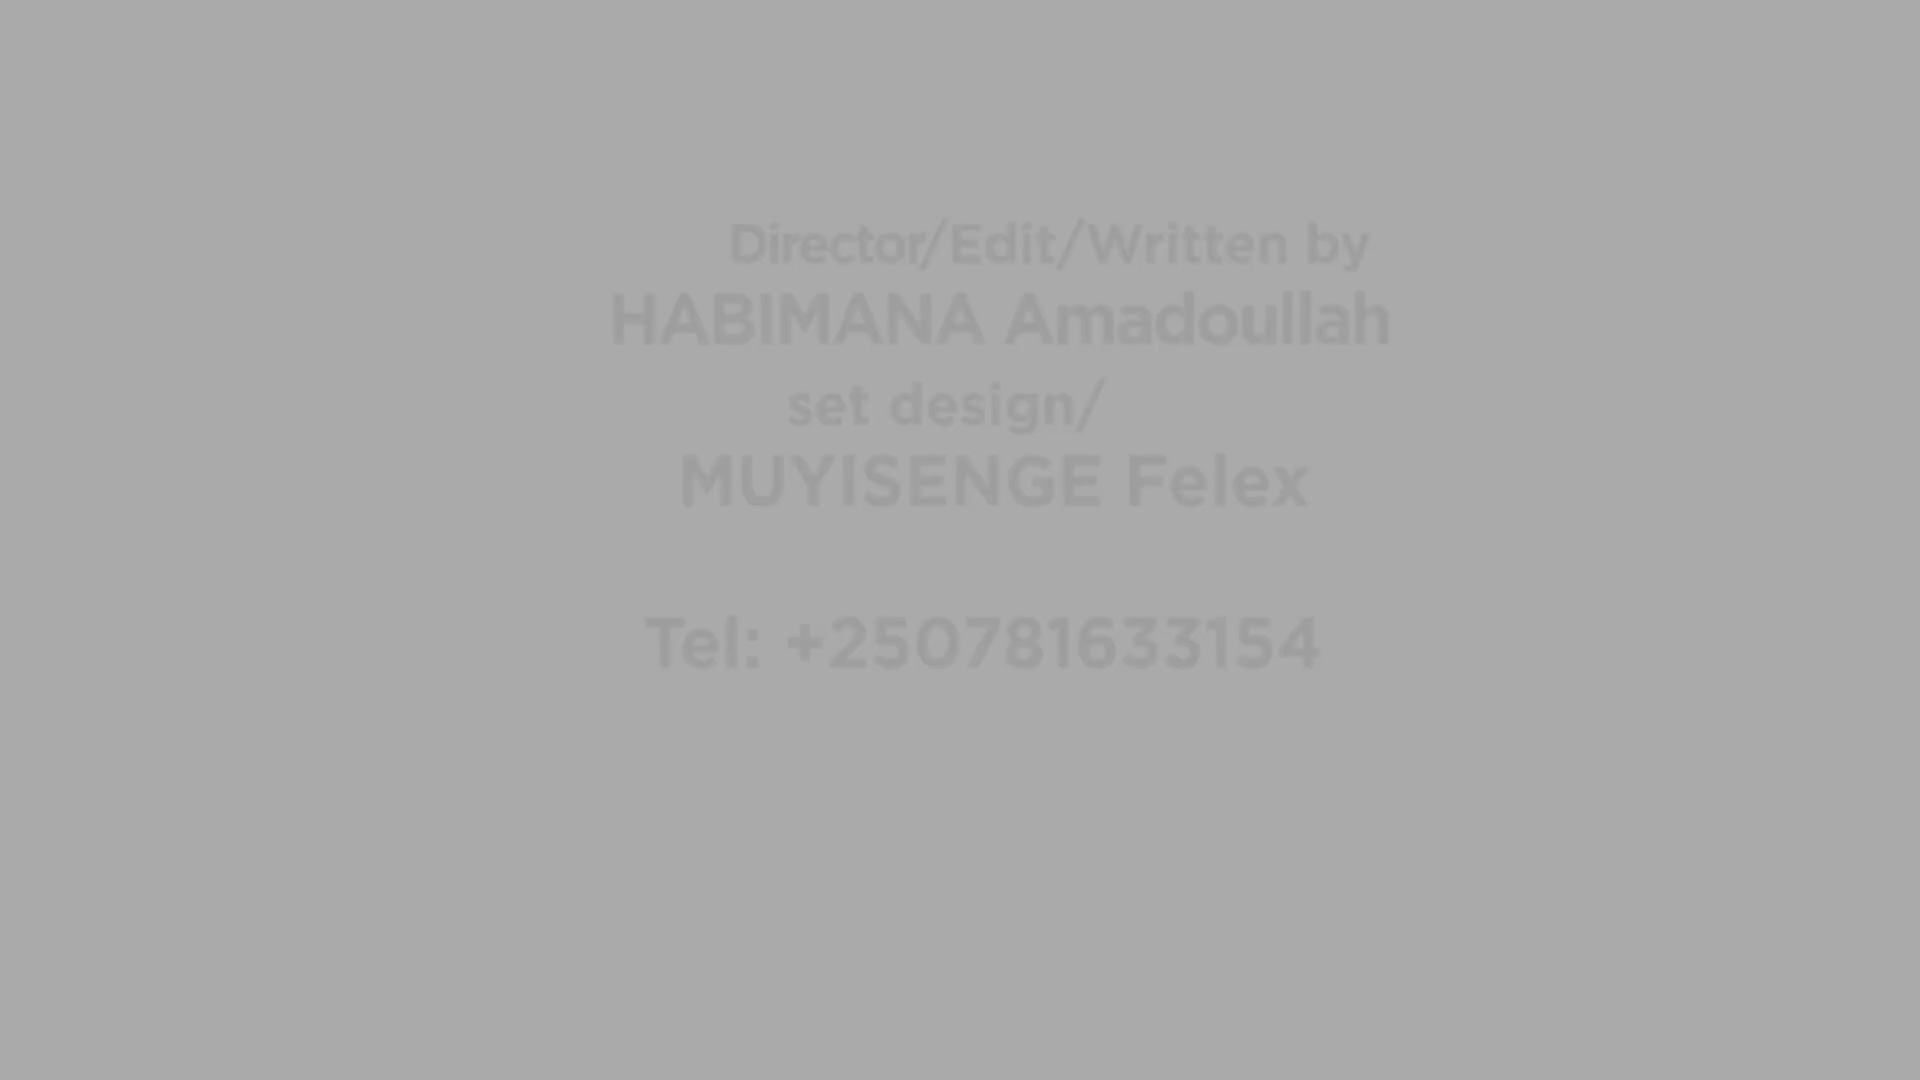 Director/Edit/Written by
HABIMANA Amadoullah
set design/
MUYISENGE Felex
Tel: +250781633154